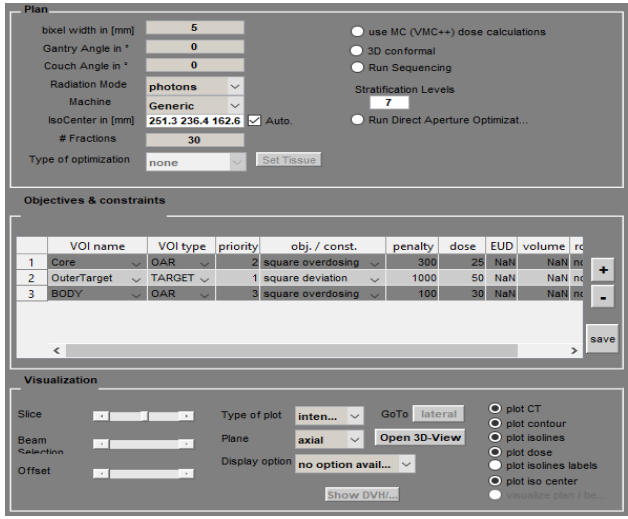 Plan
bixel width in [mm] 5
Gantry Angle in ° 0
Couch Angle in ° 0
Radiation Mode photons
Machine Generic
IsoCenter in [mm] 251.3 236.4 162.6 Auto.
# Fractions 30
Type of optimization none Set Tissue
use MC (VMC++) dose calculations
3D conformal
Run Sequencing
Stratification Levels
7
Run Direct Aperture Optimizat...
Objectives & constraints
VOI name VOI type priority obj. / const. penalty dose EUD volume ro
1 Core OAR 2 square overdosing 300 25 NaN NaN no
2 OuterTarget TARGET 1 square deviation 1000 50 NaN NaN no
3 BODY OAR 3 square overdosing 100 30 NaN NaN no
+
-
save
Visualization
Slice
Beam
Selection
Offset
Type of plot inten... GoTo lateral
Plane axial Open 3D-View
Display option no option avail...
Show DVH/...
plot CT
plot contour
plot isolines
plot dose
plot isolines labels
plot iso center
visualize plan / be...